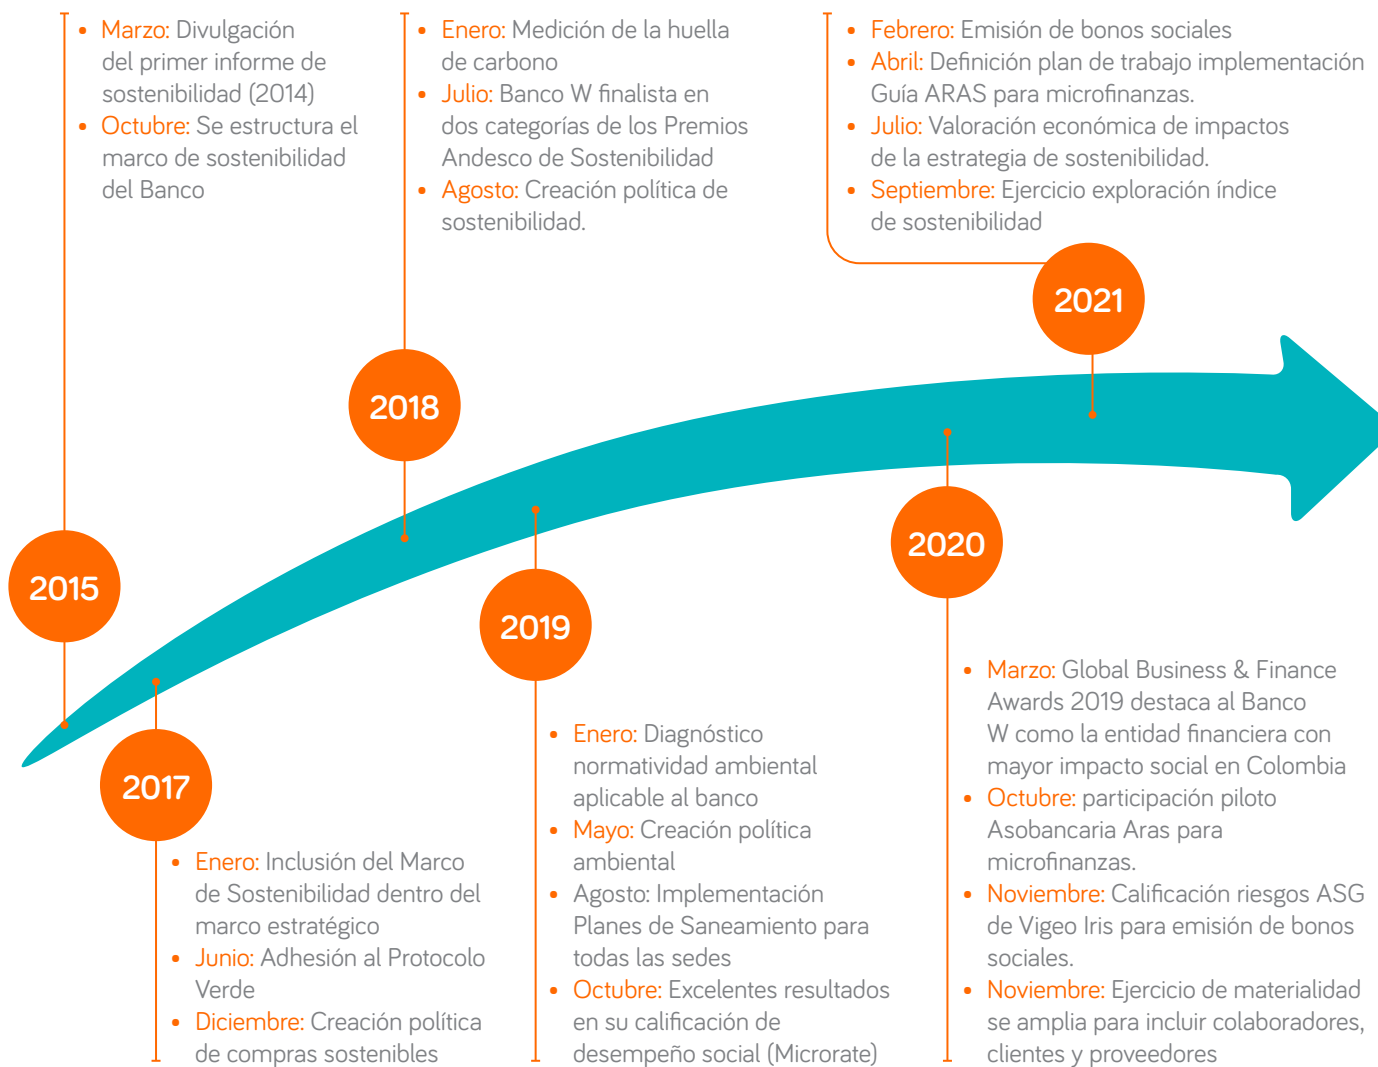 • Marzo: Divulgación
del primer informe de
sostenibilidad (2014)
• Octubre: Se estructura el
marco de sostenibilidad
del Banco
2015
• Enero: Inclusión del Marco
de Sostenibilidad dentro del
marco estratégico
• Junio: Adhesión al Protocolo
Verde
• Diciembre: Creación política
de compras sostenibles
2017
• Enero: Medición de la huella
de carbono
• Julio: Banco W finalista en
dos categorías de los Premios
Andesco de Sostenibilidad
• Agosto: Creación política de
sostenibilidad.
2018
2019
• Enero: Diagnóstico
normatividad ambiental
aplicable al banco
• Mayo: Creación política
ambiental
• Agosto: Implementación
Planes de Saneamiento para
todas las sedes
• Octubre: Excelentes resultados
en su calificación de
desempeño social (Microrate)
2020
• Marzo: Global Business & Finance
Awards 2019 destaca al Banco
W como la entidad financiera con
mayor impacto social en Colombia
• Octubre: participación piloto
Asobancaria Aras para
microfinanzas.
• Noviembre: Calificación riesgos ASG
de Vigeo Iris para emisión de bonos
sociales.
• Noviembre: Ejercicio de materialidad
se amplia para incluir colaboradores,
clientes y proveedores
• Febrero: Emisión de bonos sociales
• Abril: Definición plan de trabajo implementación
Guía ARAS para microfinanzas.
• Julio: Valoración económica de impactos
de la estrategia de sostenibilidad.
• Septiembre: Ejercicio exploración índice
de sostenibilidad
2021